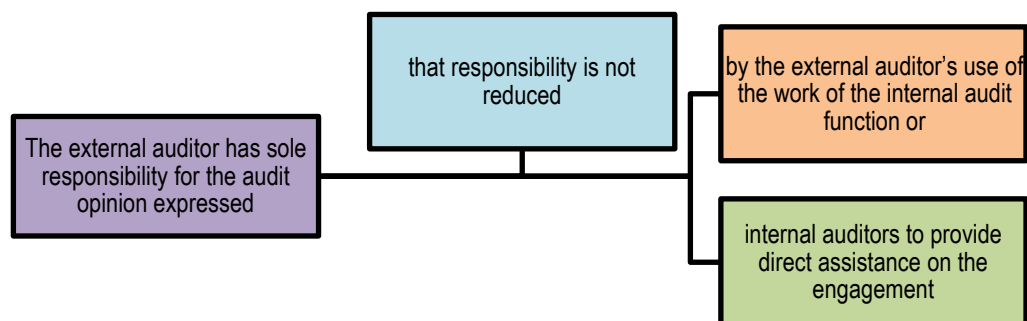 The external auditor has sole
responsibility for the audit
opinion expressed
that responsibility is not
reduced
by the external auditor’s use of
the work of the internal audit
function or
internal auditors to provide
direct assistance on the
engagement